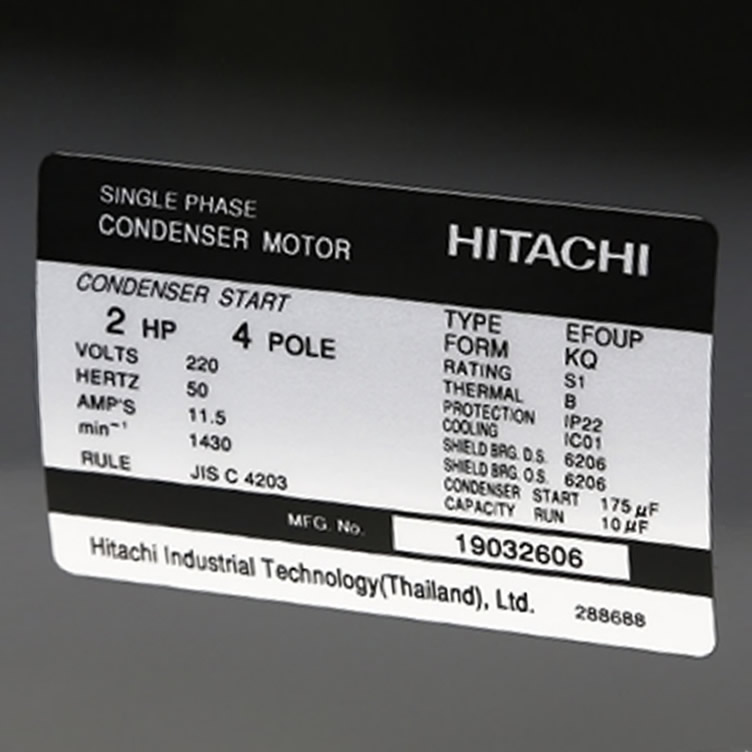 SINGLE PHASE
CONDENSER MOTOR
HITACHI
CONDENSER START
2 HP 4 POLE
VOLTS 220
HERTZ 50
AMP'S 11.5
min⁻¹ 1430
RULE JIS C 4203
TYPE EFOUP
FORM KQ
RATING S1
THERMAL B
PROTECTION IP22
COOLING IC01
SHIELD BRG. D.S. 6206
SHIELD BRG. O.S. 6206
CONDENSER START 175 µF
CAPACITY RUN 10 µF
MFG. No. 19032606
Hitachi Industrial Technology(Thailand), Ltd. 288688